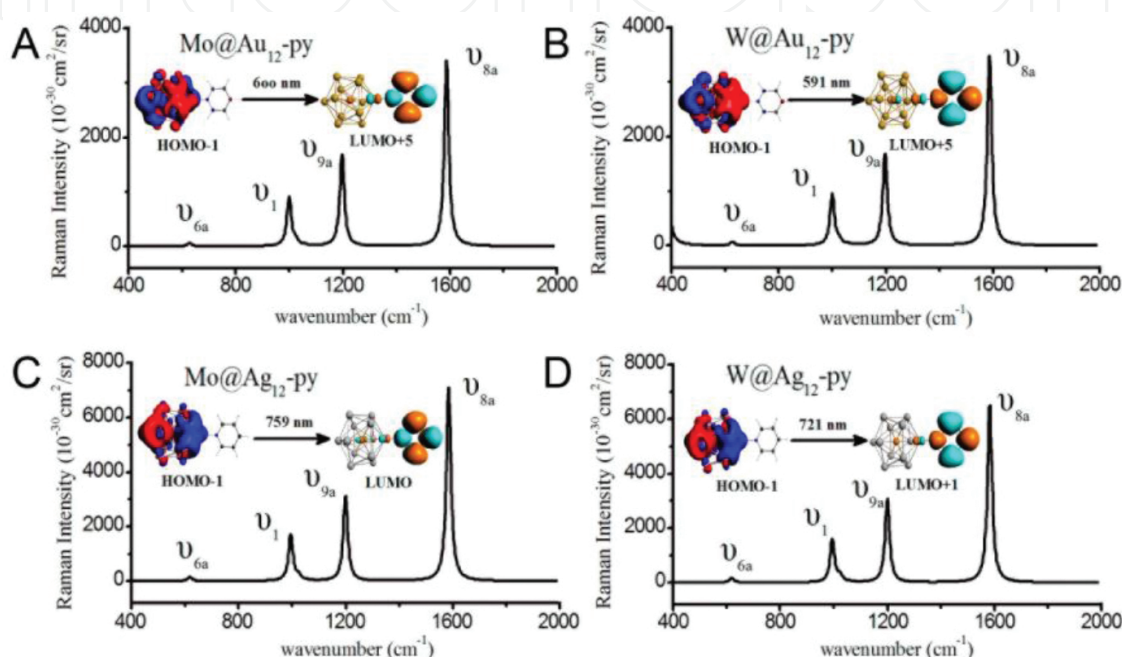 A
Mo@Au12-py
Raman Intensity (10-30 cm2/sr)
4000
2000
0
600 nm
HOMO-1
LUMO+5
υ6a
υ1
υ9a
υ8a
400 800 1200 1600 2000
wavenumber (cm-1)
B
W@Au12-py
Raman Intensity (10-30 cm2/sr)
4000
2000
0
591 nm
HOMO-1
LUMO+5
υ6a
υ1
υ9a
υ8a
400 800 1200 1600 2000
wavenumber (cm-1)
C
Mo@Ag12-py
Raman Intensity (10-30 cm2/sr)
8000
6000
4000
2000
0
759 nm
HOMO-1
LUMO
υ6a
υ1
υ9a
υ8a
400 800 1200 1600 2000
wavenumber (cm-1)
D
W@Ag12-py
Raman Intensity (10-30 cm2/sr)
8000
6000
4000
2000
0
721 nm
HOMO-1
LUMO+1
υ6a
υ1
υ9a
υ8a
400 800 1200 1600 2000
wavenumber (cm-1)